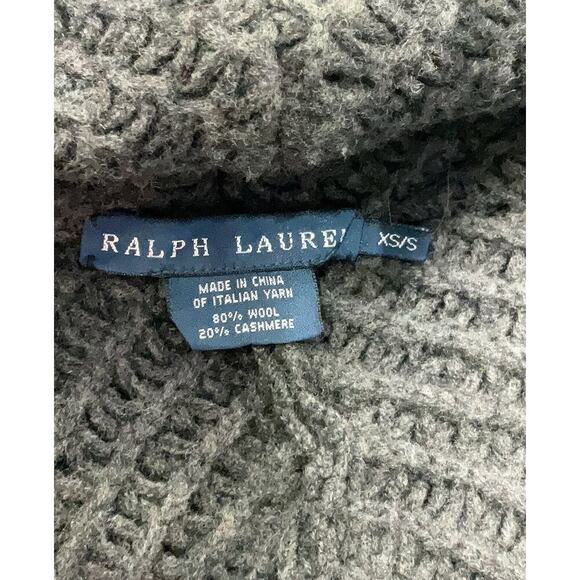 RALPH LAURE
XS/S
MADE IN CHINA
OF ITALIAN YARN
80% WOOL
20% CASHMERE